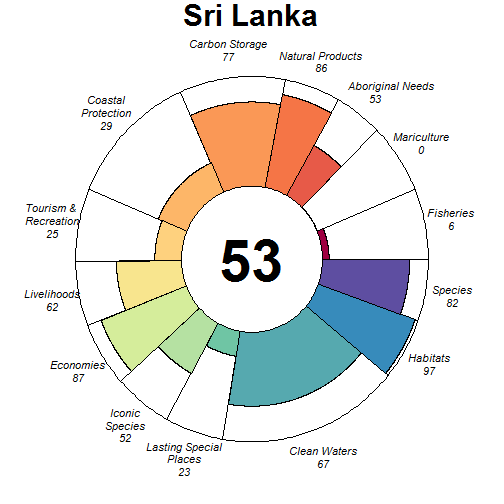 Sri Lanka
Carbon Storage
77
Natural Products
86
Aboriginal Needs
53
Mariculture
0
Fisheries
6
Species
82
Habitats
97
Clean Waters
67
Lasting Special
Places
23
Iconic
Species
52
Economies
87
Livelihoods
62
Tourism &
Recreation
25
Coastal
Protection
29
53